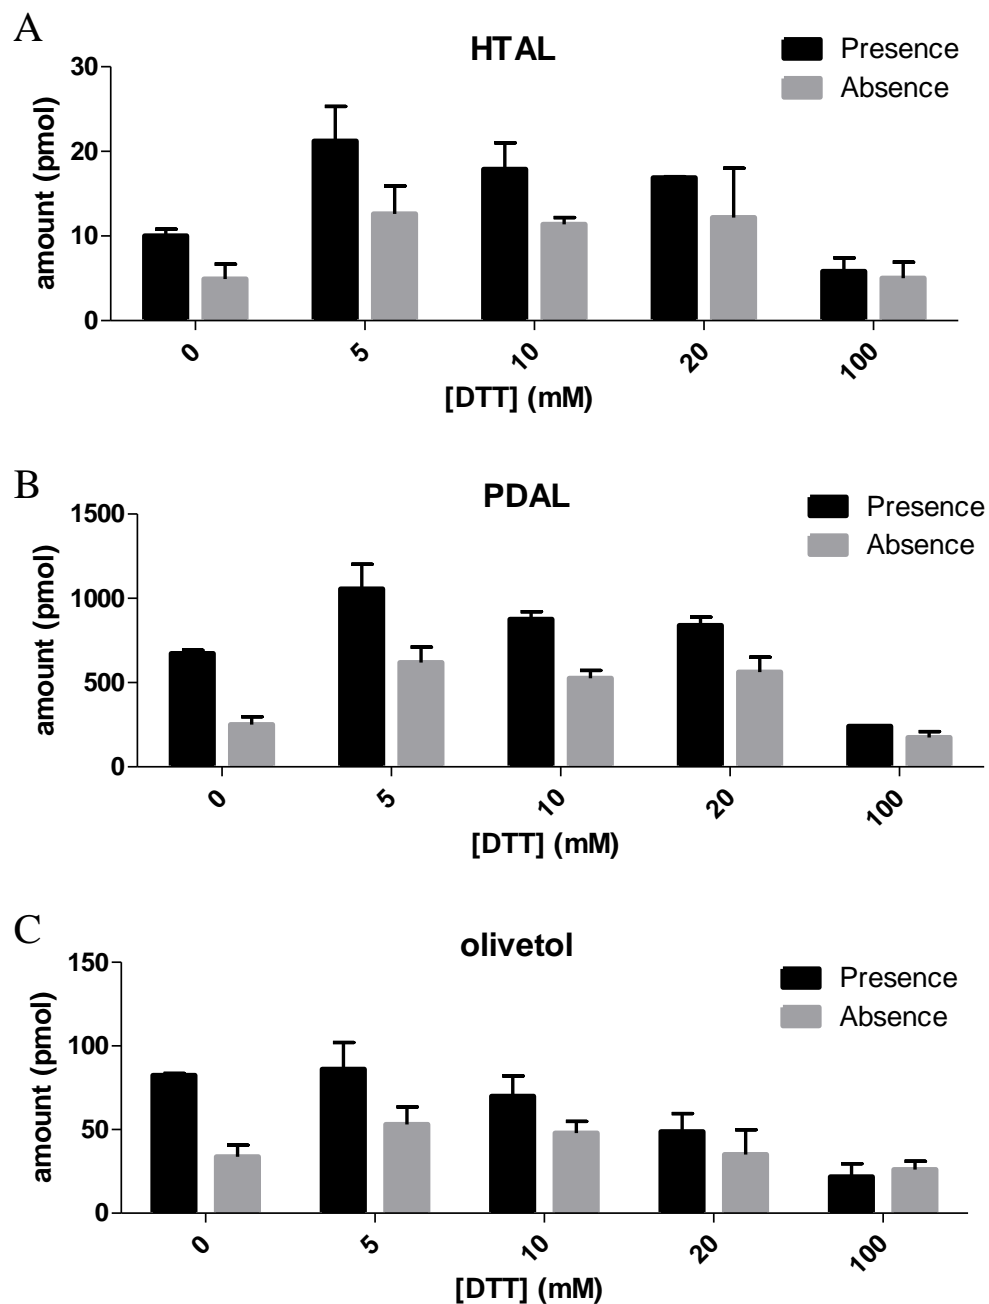 A
HTAL
Presence
Absence
amount (pmol)
30
20
10
0
0
5
10
20
100
[DTT] (mM)
B
PDAL
Presence
Absence
amount (pmol)
1500
1000
500
0
0
5
10
20
100
[DTT] (mM)
C
olivetol
Presence
Absence
amount (pmol)
150
100
50
0
0
5
10
20
100
[DTT] (mM)